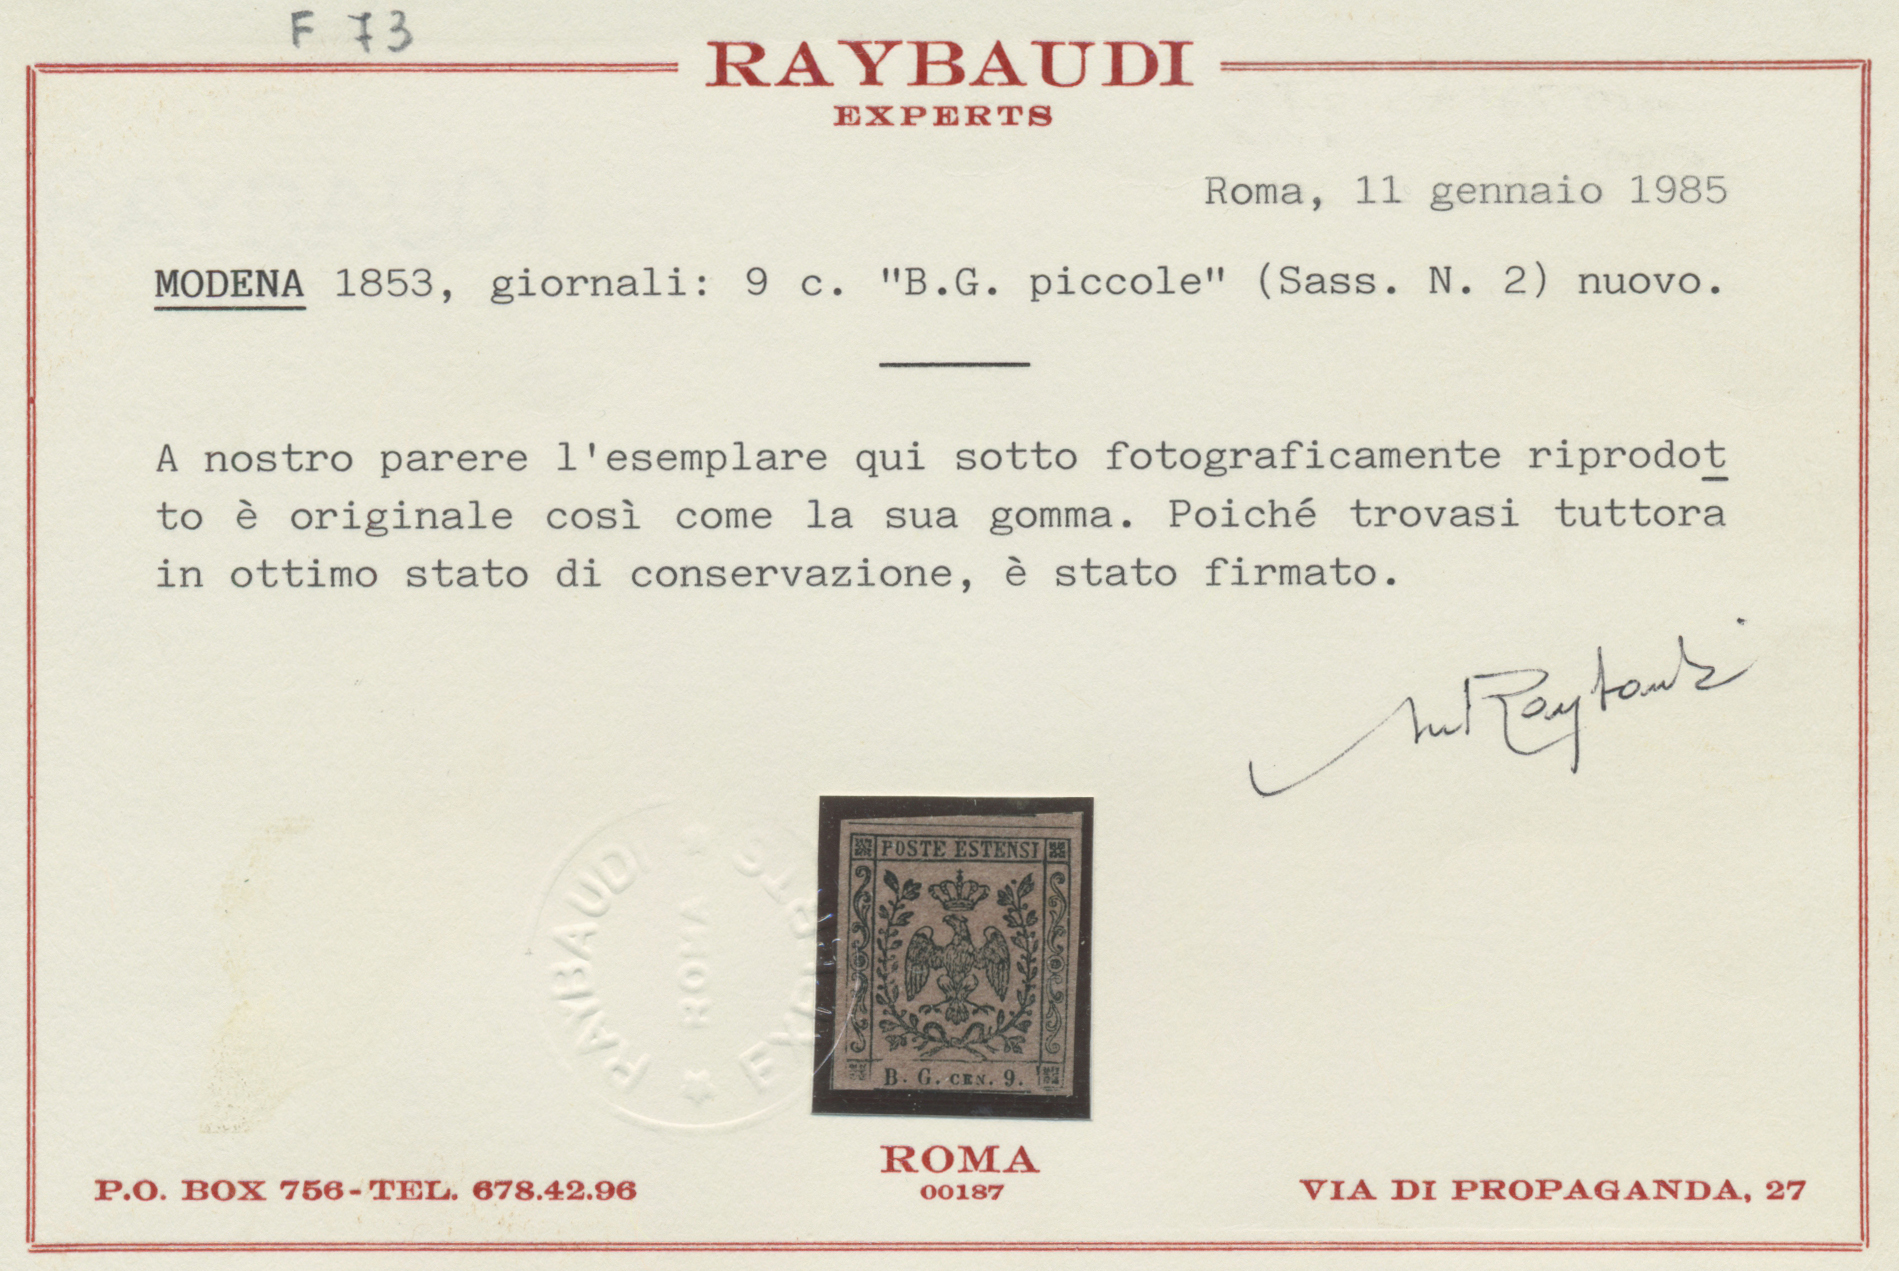 F 73
RAYBAUDI
EXPERTS
Roma, 11 gennaio 1985
MODENA 1853, giornali: 9 c. "B.G. piccole" (Sass. N. 2) nuovo.
A nostro parere l'esemplare qui sotto fotograficamente riprodot
to è originale così come la sua gomma. Poiché trovasi tuttora
in ottimo stato di conservazione, è stato firmato.
Raybaudi
RAYBAUDI EXPERTS
ROMA
POSTE ESTENSI
B. G. CEN. 9.
ROMA
00187
P.O. BOX 756-TEL. 678.42.96
VIA DI PROPAGANDA, 27